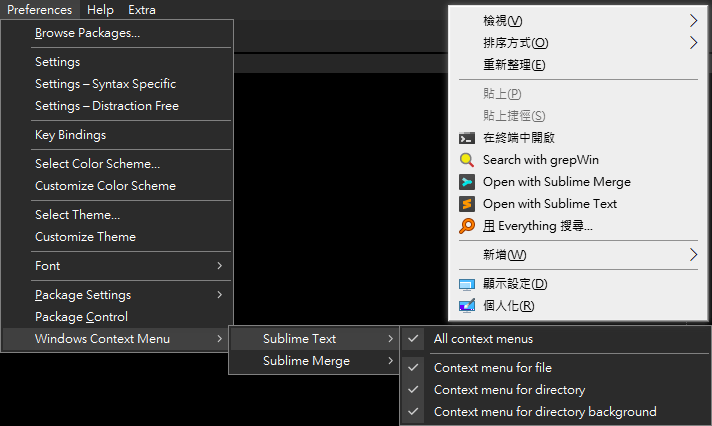 Preferences Help Extra
Browse Packages...
Settings
Settings – Syntax Specific
Settings – Distraction Free
Key Bindings
Select Color Scheme...
Customize Color Scheme
Select Theme...
Customize Theme
Font
Package Settings
Package Control
Windows Context Menu
Sublime Text
Sublime Merge
All context menus
Context menu for file
Context menu for directory
Context menu for directory background
檢視(V)
排序方式(O)
重新整理(E)
貼上(P)
貼上捷徑(S)
在終端中開啟
Search with grepWin
Open with Sublime Merge
Open with Sublime Text
用 Everything 搜尋...
新增(W)
顯示設定(D)
個人化(R)